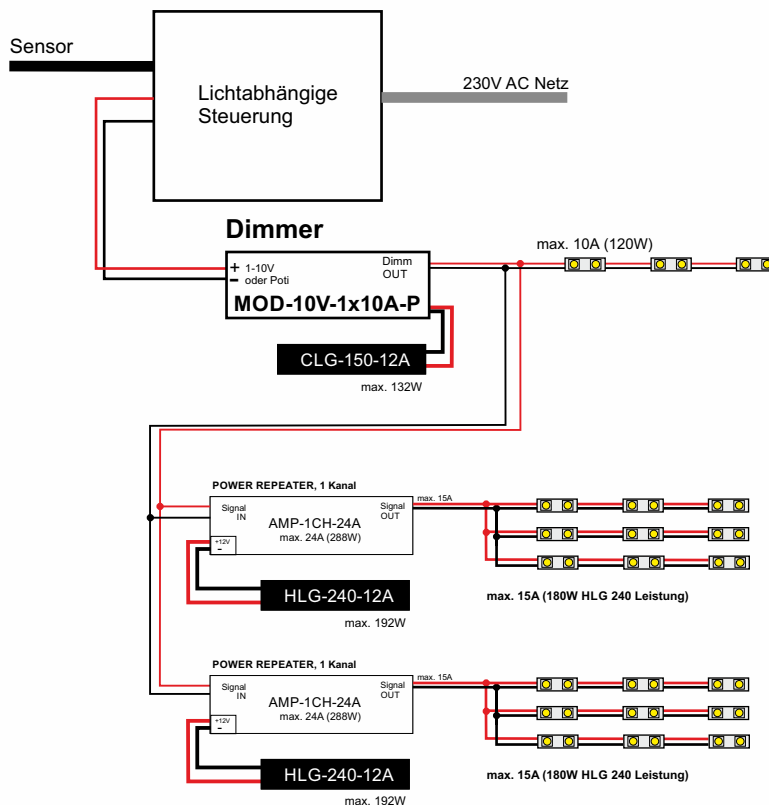 Sensor
230V AC Netz
Lichtabhängige
Steuerung
Dimmer
max. 10A (120W)
+ 1-10V
- oder Poti
Dimm
OUT
MOD-10V-1x10A-P
CLG-150-12A
max. 132W
POWER REPEATER, 1 Kanal
Signal
IN
AMP-1CH-24A
max. 24A (288W)
Signal
OUT
max. 15A
+12V
-
HLG-240-12A
max. 192W
max. 15A (180W HLG 240 Leistung)
POWER REPEATER, 1 Kanal
Signal
IN
AMP-1CH-24A
max. 24A (288W)
Signal
OUT
max. 15A
+12V
-
HLG-240-12A
max. 192W
max. 15A (180W HLG 240 Leistung)